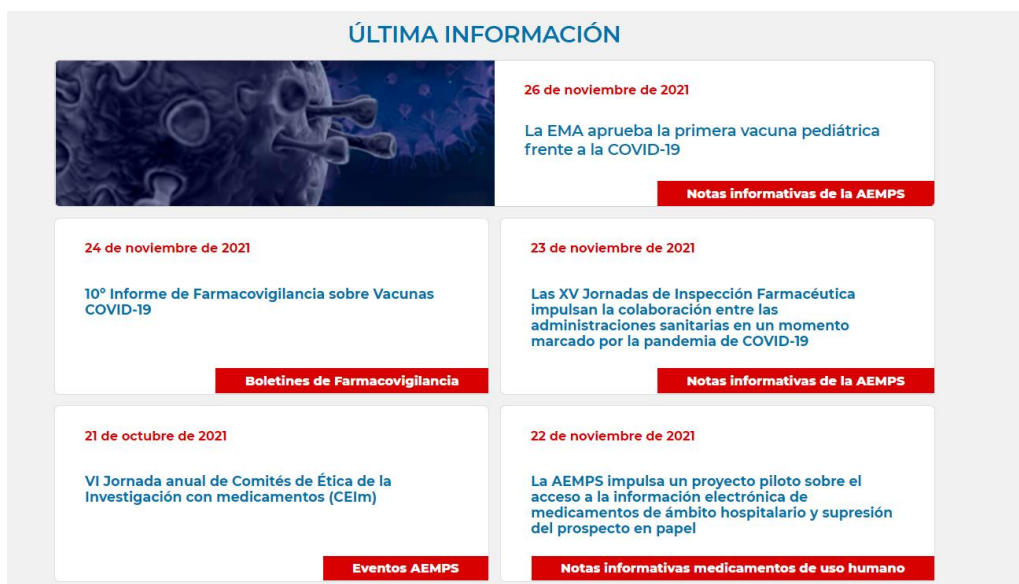 ÚLTIMA INFORMACIÓN
26 de noviembre de 2021
La EMA aprueba la primera vacuna pediátrica
frente a la COVID-19
Notas informativas de la AEMPS
24 de noviembre de 2021
10º Informe de Farmacovigilancia sobre Vacunas
COVID-19
Boletines de Farmacovigilancia
23 de noviembre de 2021
Las XV Jornadas de Inspección Farmacéutica
impulsan la colaboración entre las
administraciones sanitarias en un momento
marcado por la pandemia de COVID-19
Notas informativas de la AEMPS
21 de octubre de 2021
VI Jornada anual de Comités de Ética de la
Investigación con medicamentos (CEIm)
Eventos AEMPS
22 de noviembre de 2021
La AEMPS impulsa un proyecto piloto sobre el
acceso a la información electrónica de
medicamentos de ámbito hospitalario y supresión
del prospecto en papel
Notas informativas medicamentos de uso humano